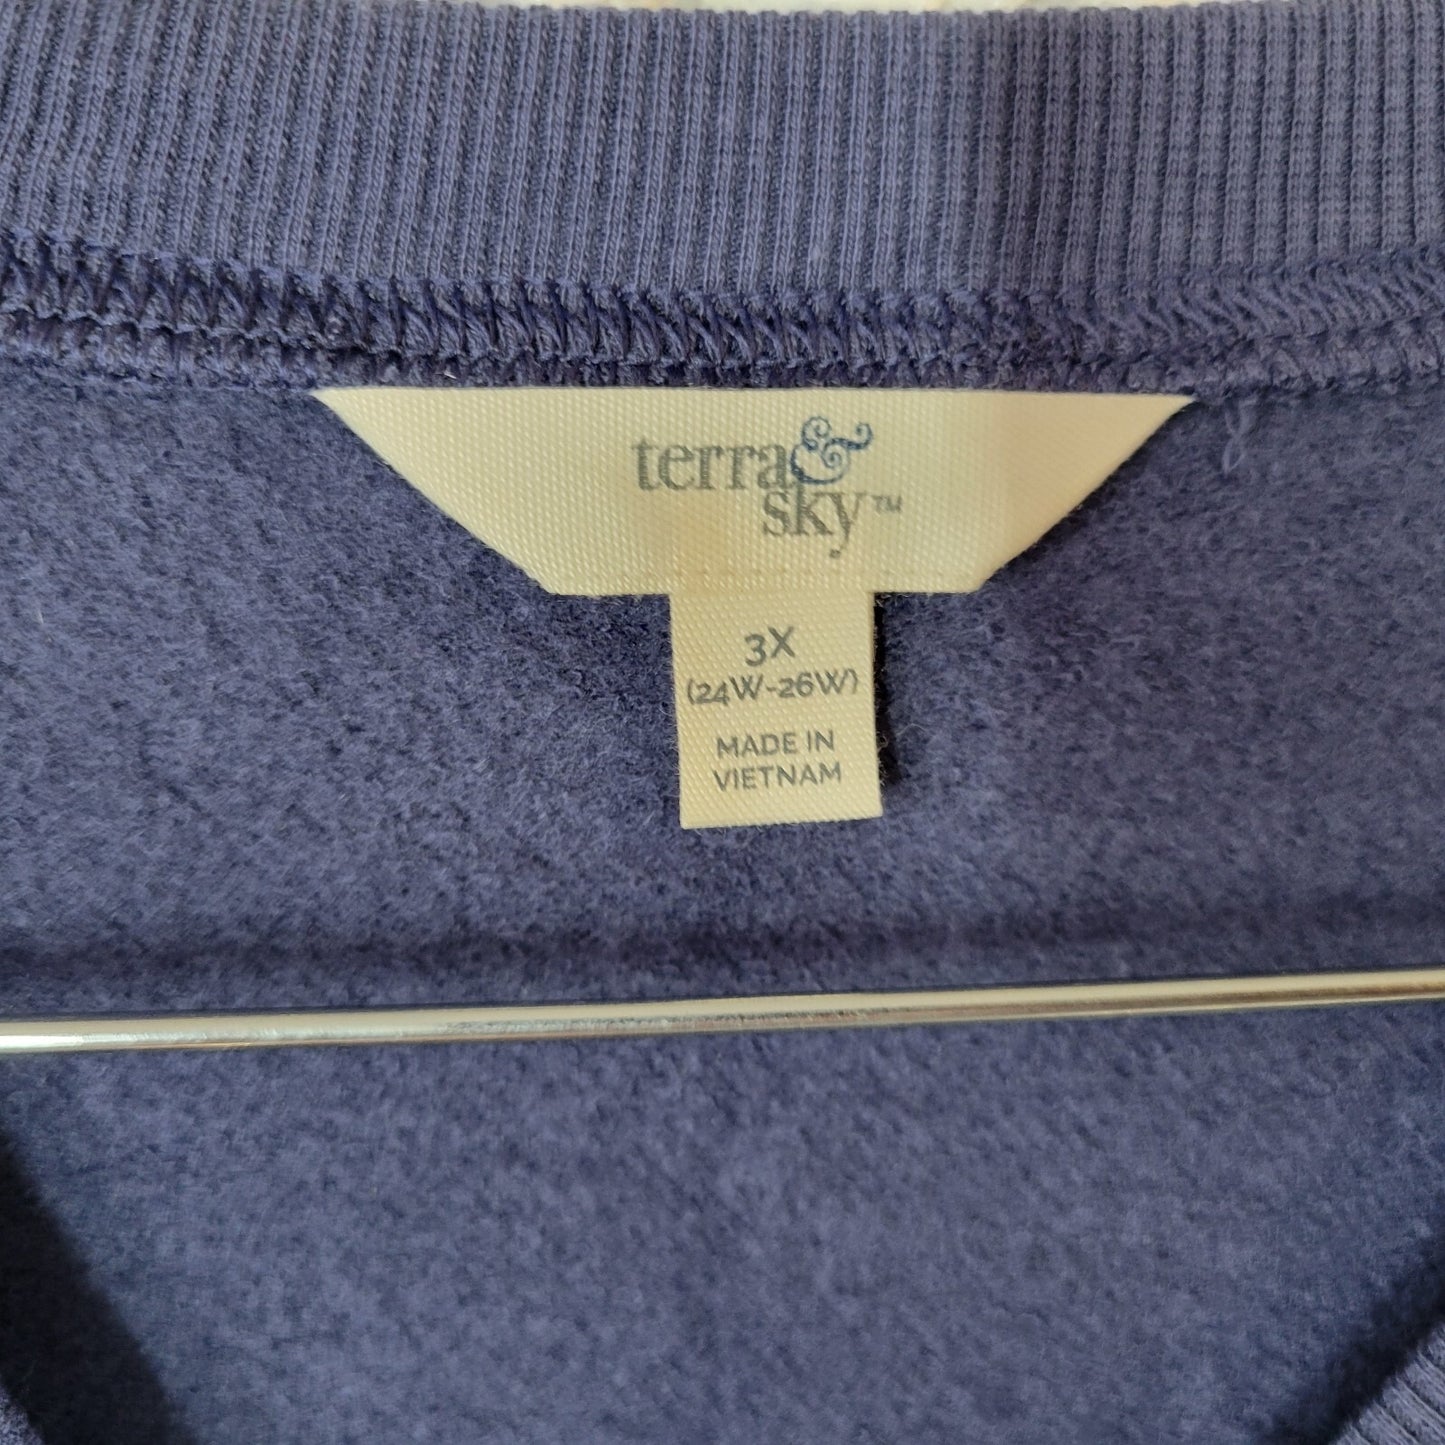 terra &
sky™
3X
(24W-26W)
MADE IN
VIETNAM